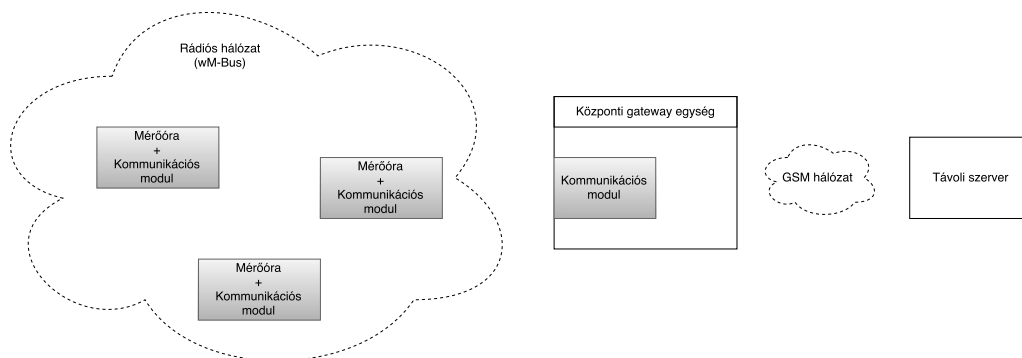 Rádiós hálózat
(wM-Bus)
Mérőóra
+
Kommunikációs
modul
Mérőóra
+
Kommunikációs
modul
Mérőóra
+
Kommunikációs
modul
Központi gateway egység
Kommunikációs
modul
GSM hálózat
Távoli szerver